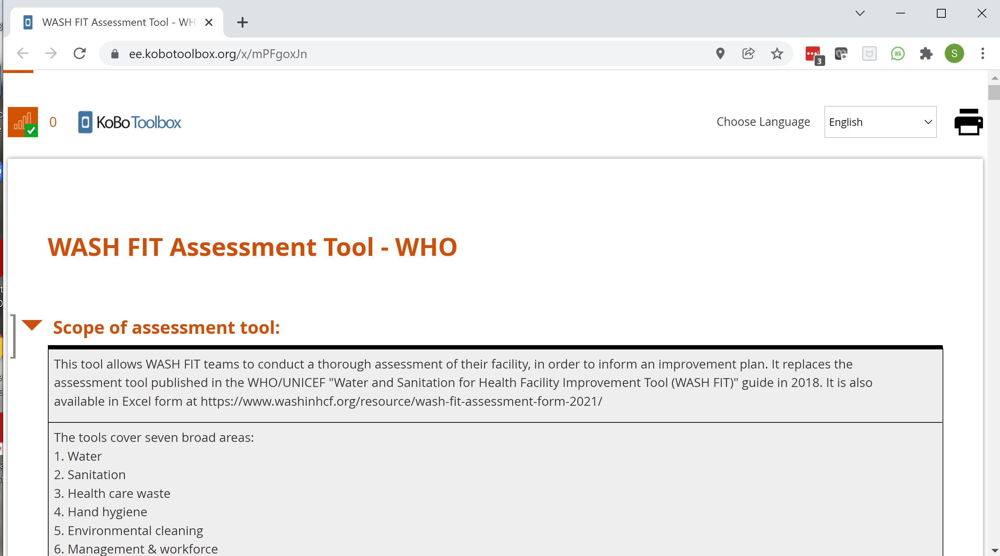 WASH FIT Assessment Tool - WH
ee.kobotoolbox.org/x/mPFgoxJn
3
WA
S
0
KoBoToolbox
Choose Language
English
WASH FIT Assessment Tool - WHO
Scope of assessment tool:
This tool allows WASH FIT teams to conduct a thorough assessment of their facility, in order to inform an improvement plan. It replaces the
assessment tool published in the WHO/UNICEF "Water and Sanitation for Health Facility Improvement Tool (WASH FIT)" guide in 2018. It is also
available in Excel form at https://www.washinhcf.org/resource/wash-fit-assessment-form-2021/
The tools cover seven broad areas:
1. Water
2. Sanitation
3. Health care waste
4. Hand hygiene
5. Environmental cleaning
6. Management & workforce